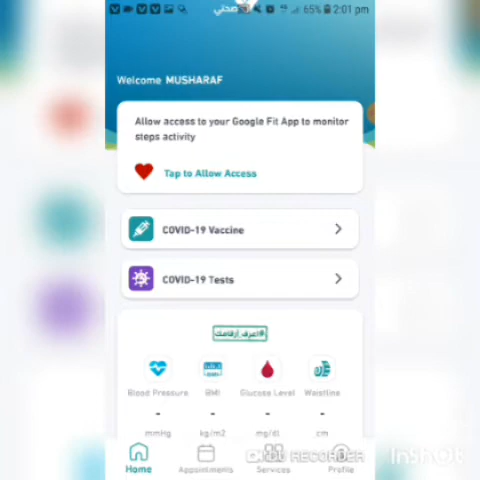 صحتي
65% 2:01 pm
Welcome MUSHARAF
Allow access to your Google Fit App to monitor
steps activity
Tap to Allow Access
COVID-19 Vaccine
COVID-19 Tests
#اعرف_أرقامك
Blood Pressure BMI Glucose Level Waistline
- - - -
mmHg kg/m2 mg/dl cm
Home Appointments Services Profile
RECORDER
InShot